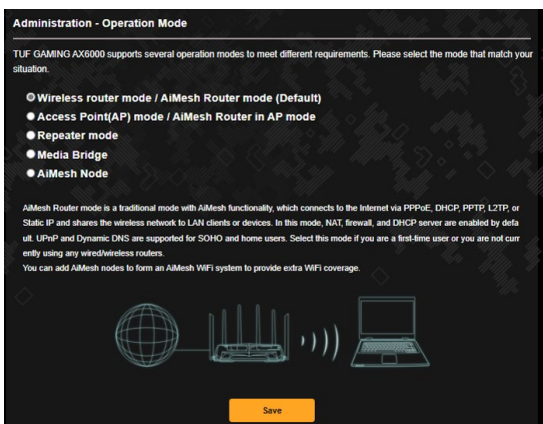 Administration - Operation Mode
TUF GAMING AX6000 supports several operation modes to meet different requirements. Please select the mode that match your
situation.
Wireless router mode / AiMesh Router mode (Default)
Access Point(AP) mode / AiMesh Router in AP mode
Repeater mode
Media Bridge
AiMesh Node
AiMesh Router mode is a traditional mode with AiMesh functionality, which connects to the Internet via PPPoE, DHCP, PPTP, L2TP, or
Static IP and shares the wireless network to LAN clients or devices. In this mode, NAT, firewall, and DHCP server are enabled by defa
ult. UPnP and Dynamic DNS are supported for SOHO and home users. Select this mode if you are a first-time user or you are not curr
ently using any wired/wireless routers.
You can add AiMesh nodes to form an AiMesh WiFi system to provide extra WiFi coverage.
Save